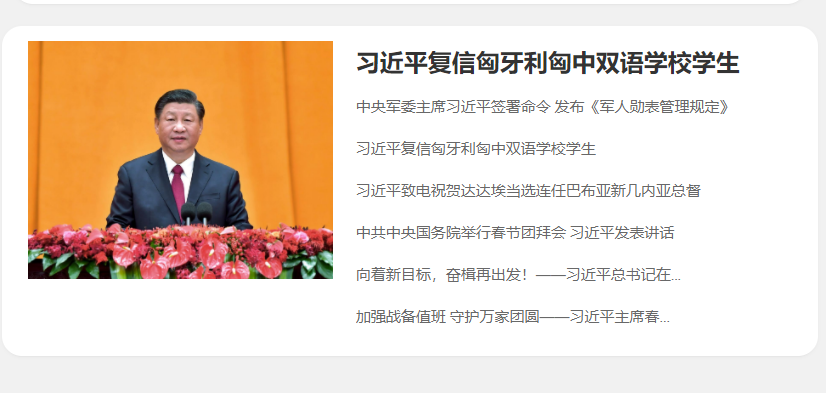 习近平复信匈牙利匈中双语学校学生
中央军委主席习近平签署命令 发布《军人勋表管理规定》
习近平复信匈牙利匈中双语学校学生
习近平致电祝贺达达埃当选连任巴布亚新几内亚总督
中共中央国务院举行春节团拜会 习近平发表讲话
向着新目标，奋楫再出发！——习近平总书记在...
加强战备值班 守护万家团圆——习近平主席春...